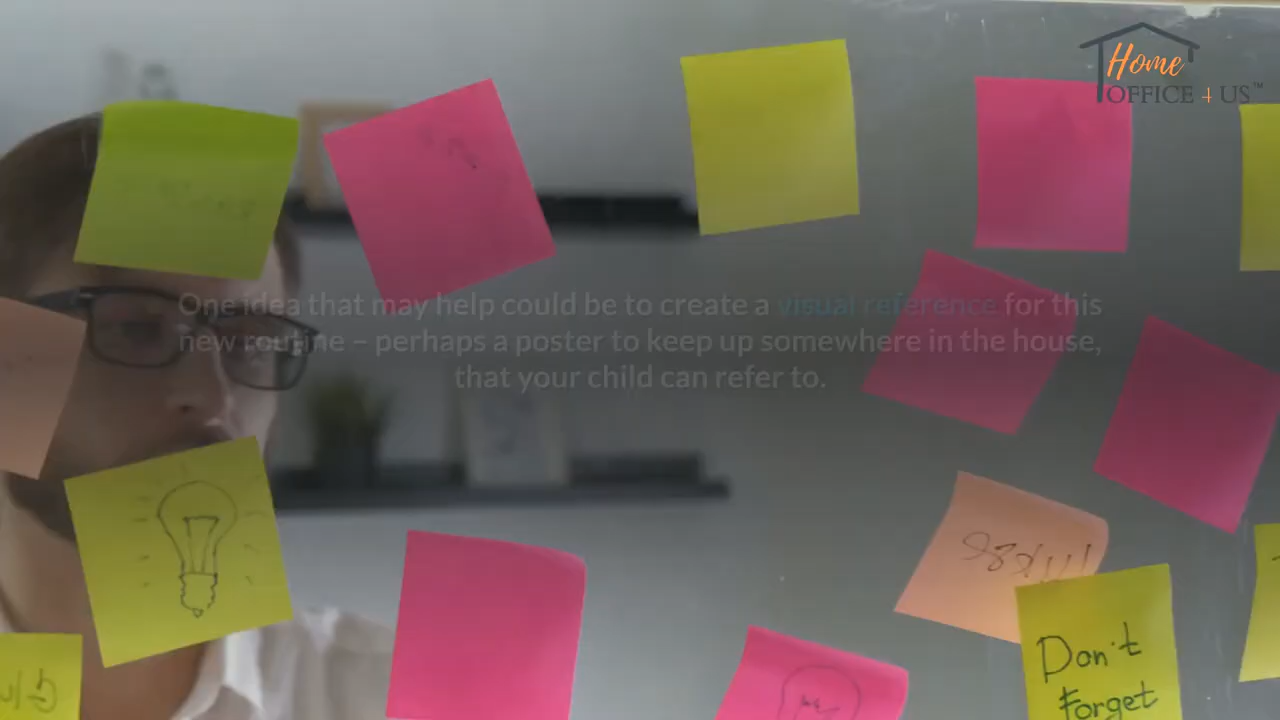 Home
OFFICE 4 US™
One idea that may help could be to create a visual reference for this
new routine – perhaps a poster to keep up somewhere in the house,
that your child can refer to.
Don't
Forget